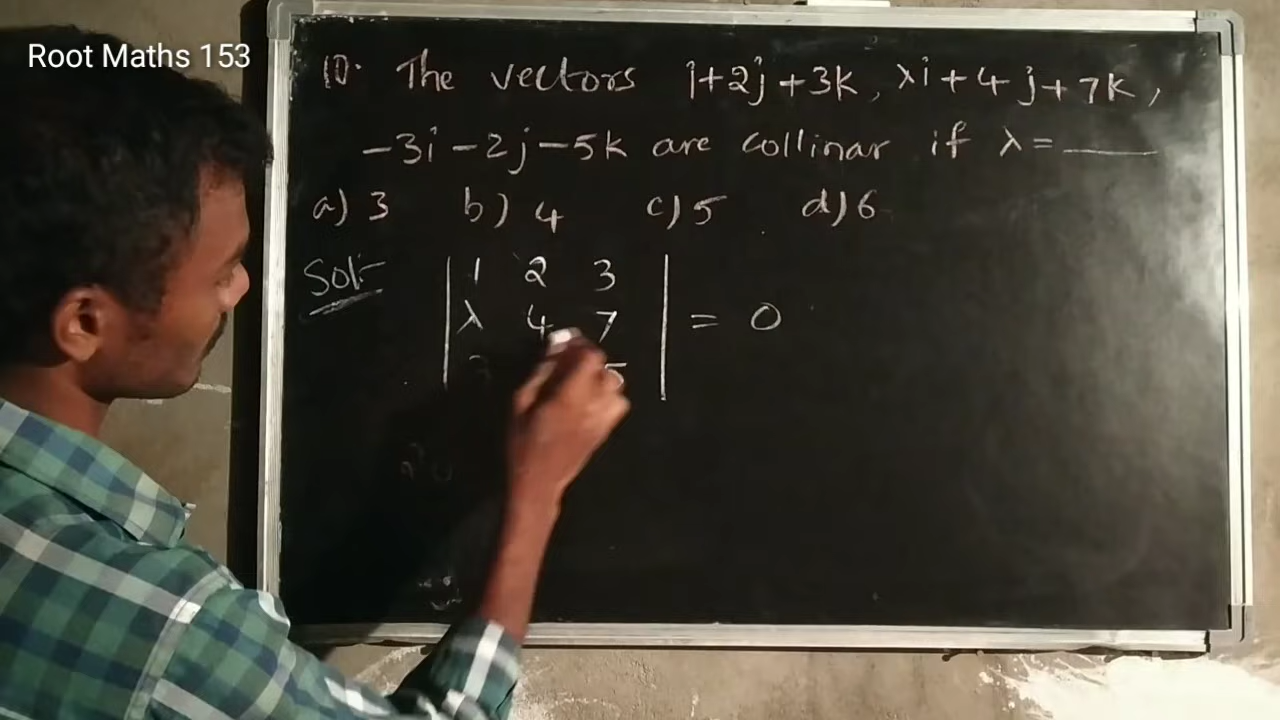 Root Maths 153
10. The vectors i+2j+3k, λi+4j+7k,
-3i-2j-5k are collinar if λ=____
a) 3 b) 4 c) 5 d) 6
Sol:-
1 2 3
λ 4 7 = 0
5